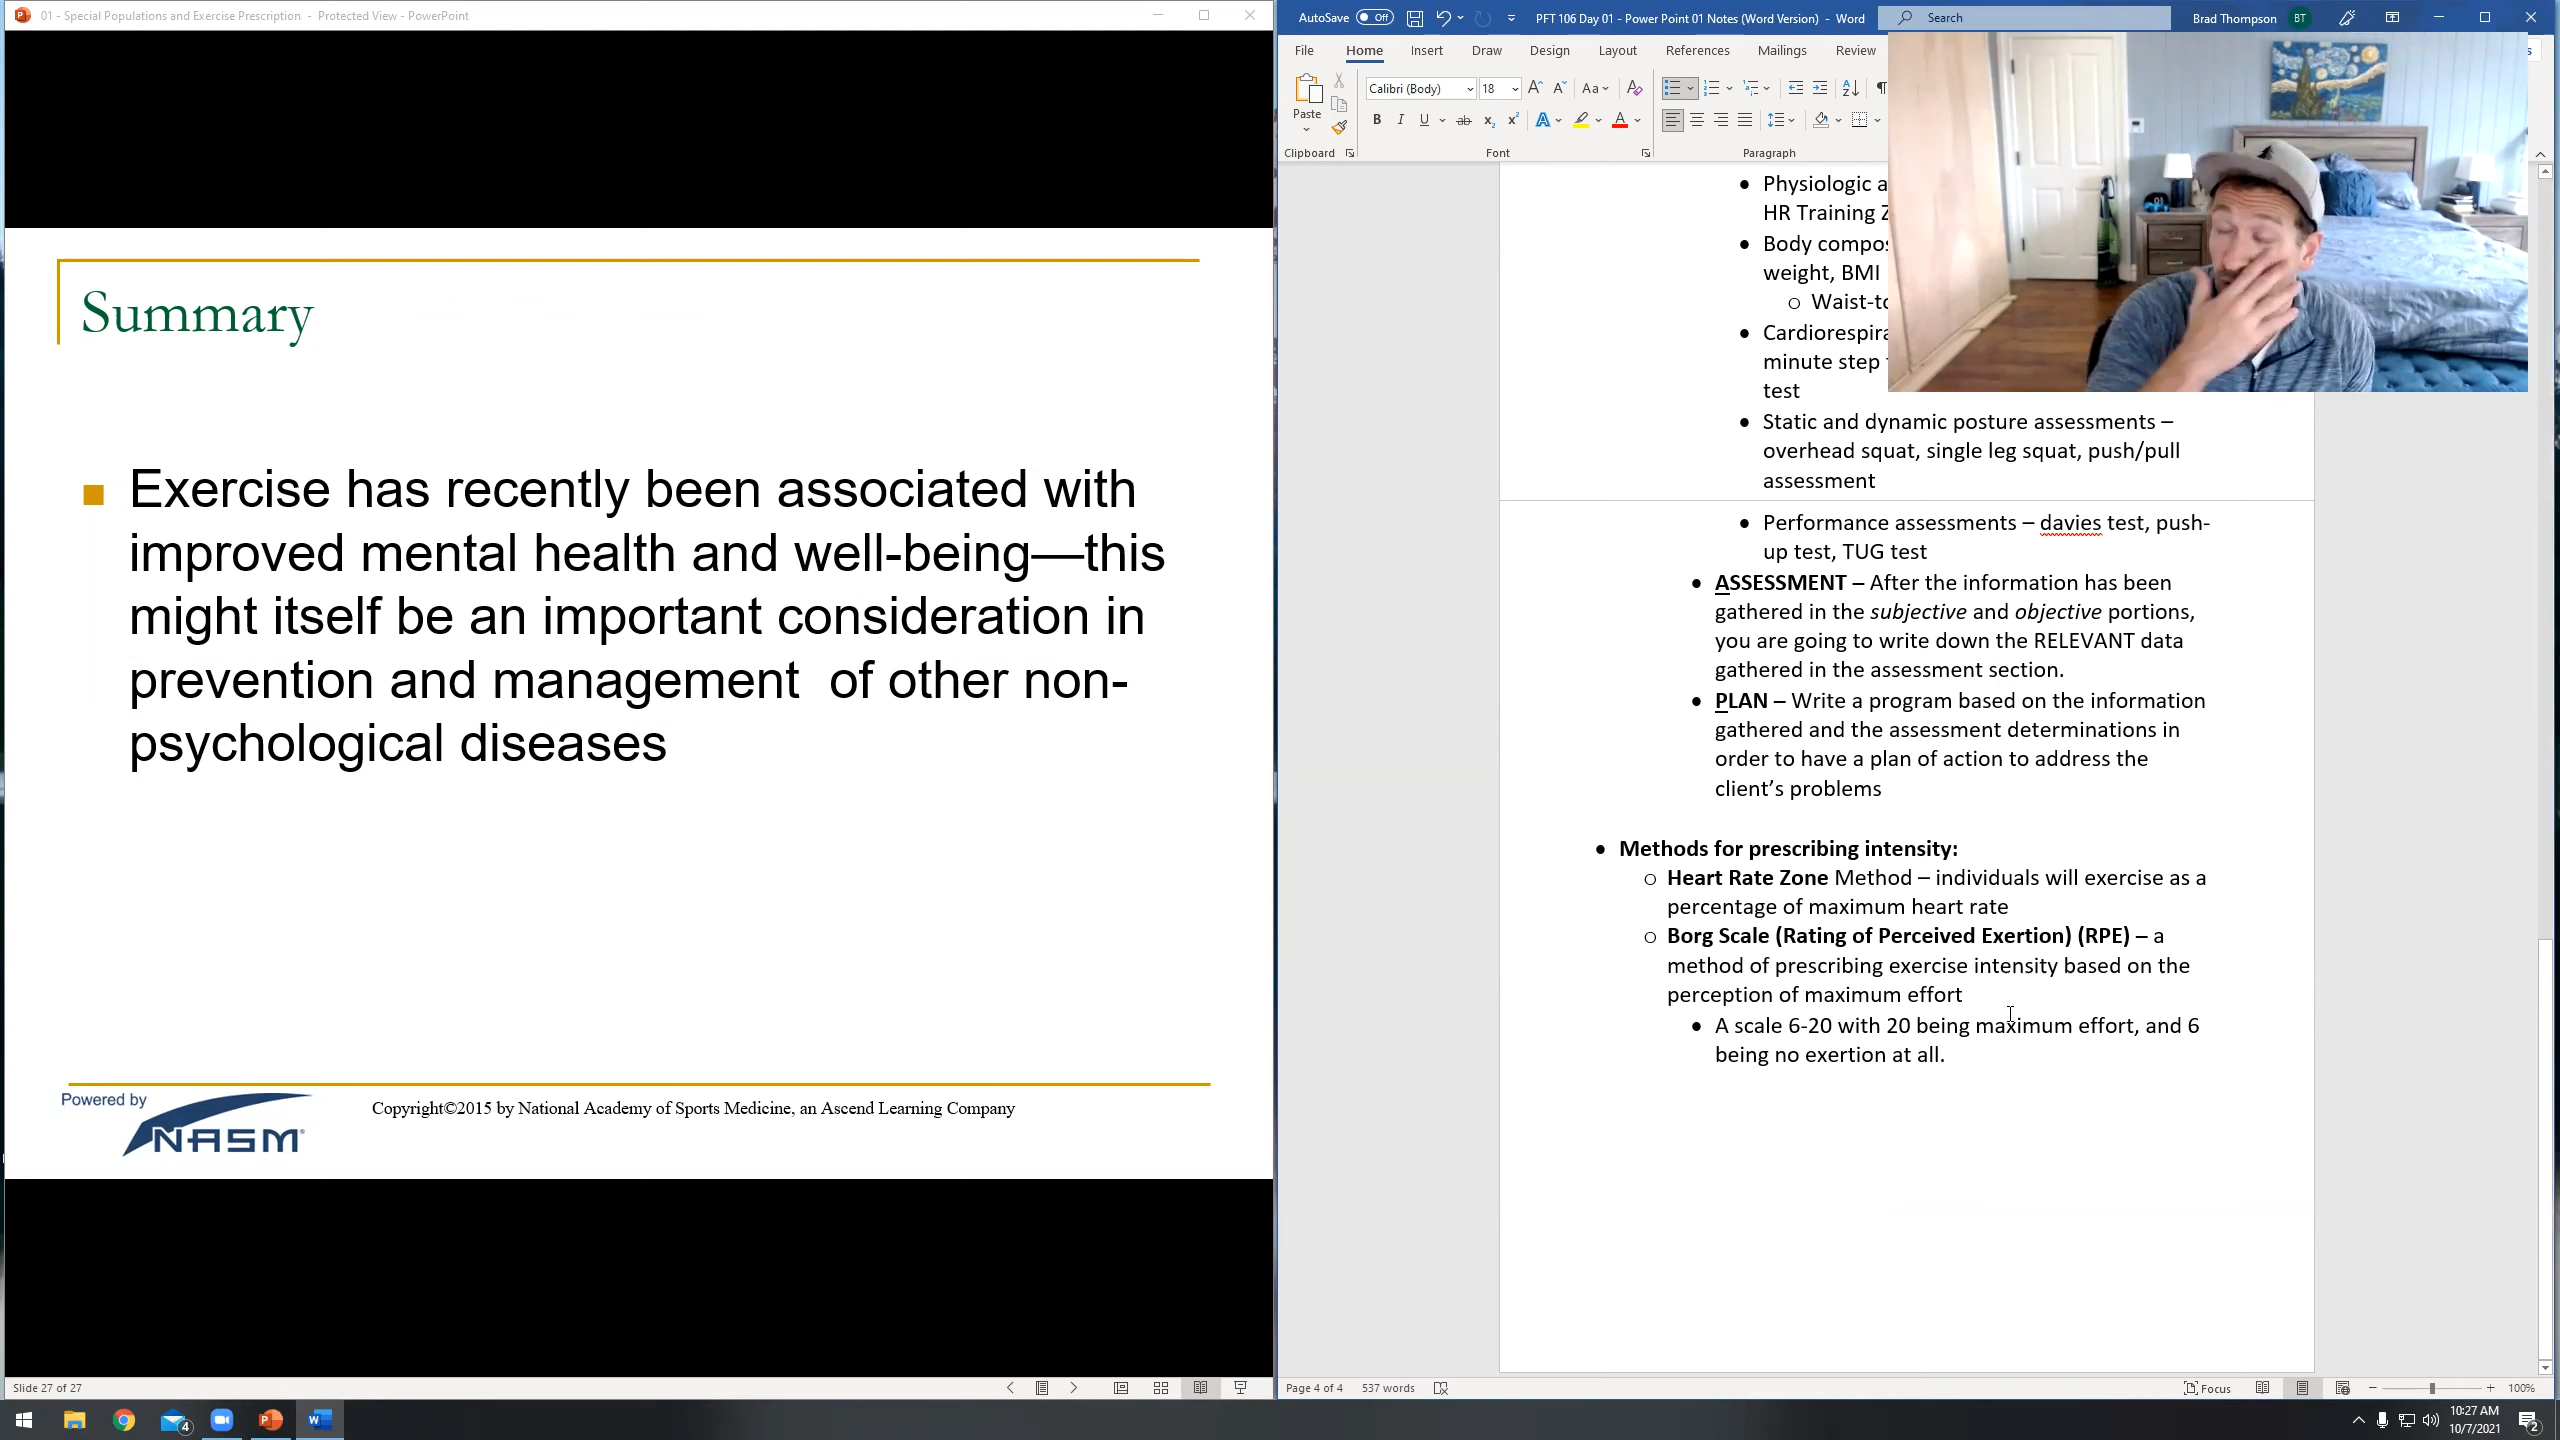 01 - Special Populations and Exercise Prescription - Protected View - PowerPoint
Summary
Exercise has recently been associated with
improved mental health and well-being—this
might itself be an important consideration in
prevention and management  of other non-
psychological diseases
Powered by
NASM
Copyright©2015 by National Academy of Sports Medicine, an Ascend Learning Company
Slide 27 of 27
AutoSave Off
PFT 106 Day 01 - Power Point 01 Notes (Word Version) - Word
Search
Brad Thompson BT
File Home Insert Draw Design Layout References Mailings Review
Paste
Calibri (Body) 18
Clipboard Font Paragraph
Physiologic a
HR Training Z
Body compos
weight, BMI
o Waist-to
Cardiorespira
minute step
test
• Static and dynamic posture assessments –
overhead squat, single leg squat, push/pull
assessment
• Performance assessments – davies test, push-
up test, TUG test
• ASSESSMENT – After the information has been
gathered in the subjective and objective portions,
you are going to write down the RELEVANT data
gathered in the assessment section.
• PLAN – Write a program based on the information
gathered and the assessment determinations in
order to have a plan of action to address the
client’s problems
• Methods for prescribing intensity:
o Heart Rate Zone Method – individuals will exercise as a
percentage of maximum heart rate
o Borg Scale (Rating of Perceived Exertion) (RPE) – a
method of prescribing exercise intensity based on the
perception of maximum effort
• A scale 6-20 with 20 being maximum effort, and 6
being no exertion at all.
Page 4 of 4 537 words
Focus
100%
4
10:27 AM
10/7/2021
2